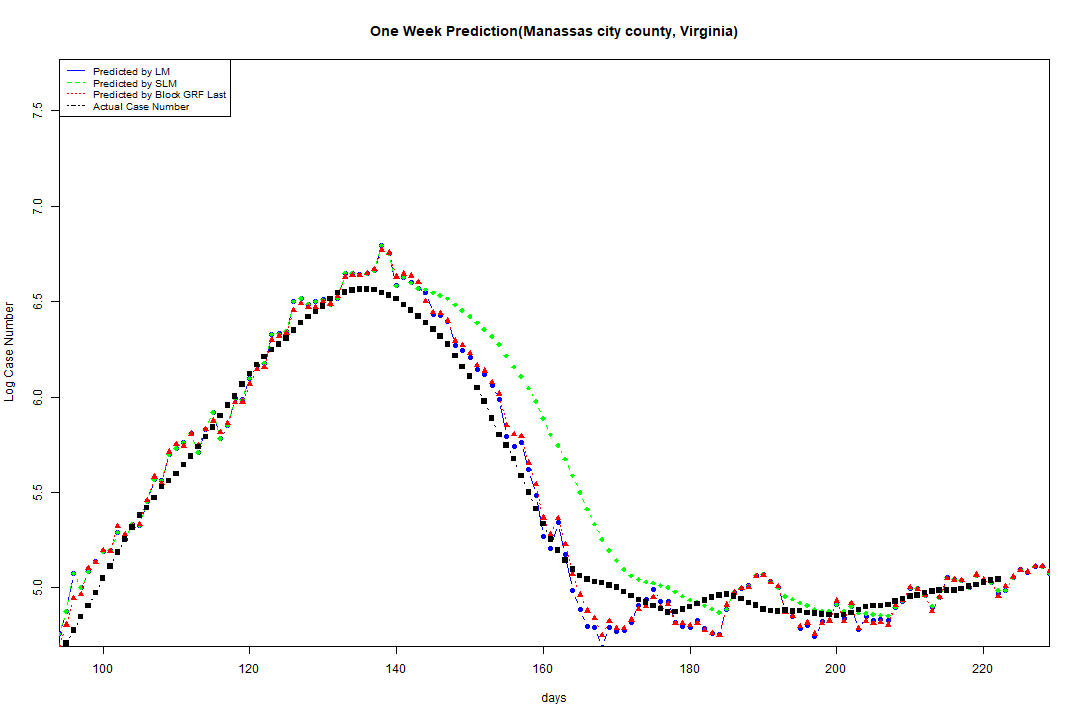 One Week Prediction(Manassas city county, Virginia)
Predicted by LM
Predicted by SLM
Predicted by Block GRF Last
Actual Case Number
7.5
7.0
6.5
6.0
5.5
5.0
Log Case Number
100 120 140 160 180 200 220
days